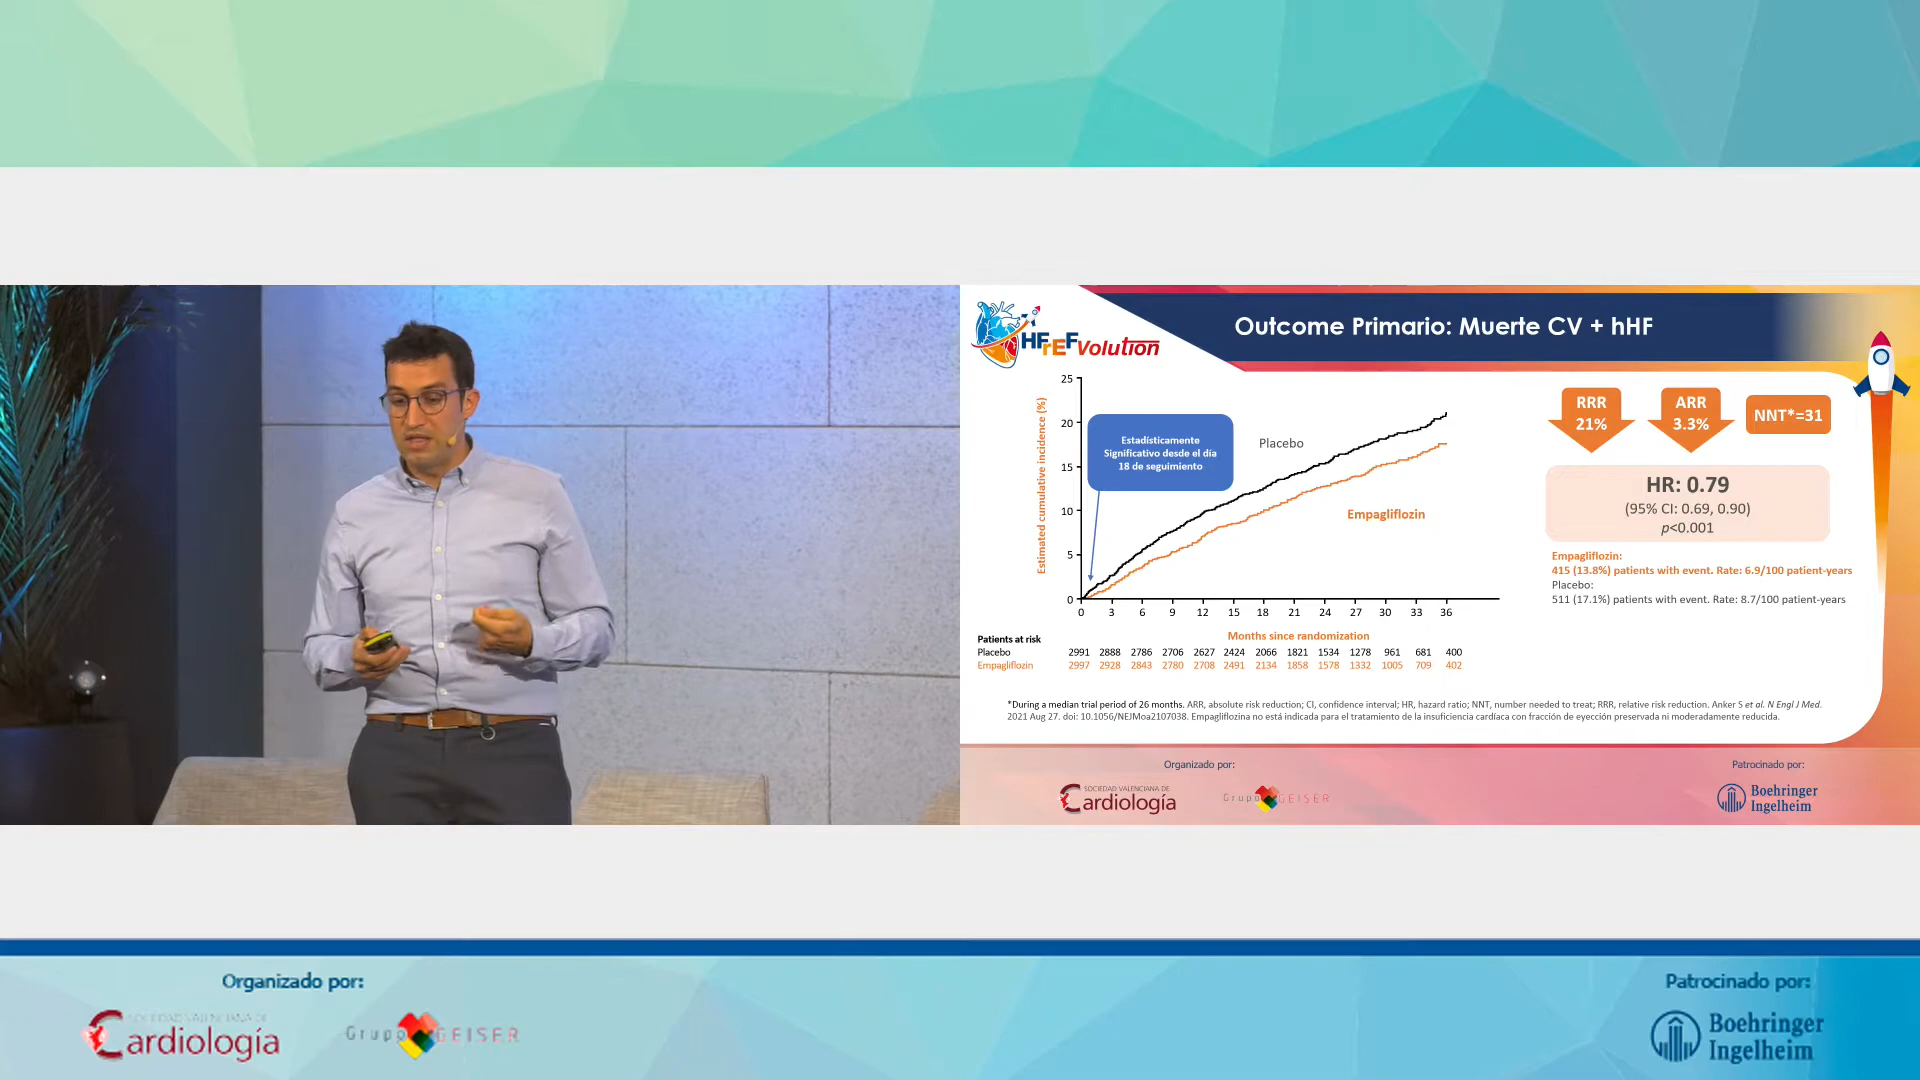 HFrEFVolution
Outcome Primario: Muerte CV + hHF
Estimated cumulative incidence (%)
25
20
15
10
5
0
Estadísticamente
Significativo desde el día
18 de seguimiento
Placebo
Empagliflozin
0 3 6 9 12 15 18 21 24 27 30 33 36
Months since randomization
Patients at risk
Placebo 2991 2888 2786 2706 2627 2424 2066 1821 1534 1278 961 681 400
Empagliflozin 2997 2928 2843 2780 2708 2491 2134 1858 1578 1332 1005 709 402
RRR
21%
ARR
3.3%
NNT*=31
HR: 0.79
(95% CI: 0.69, 0.90)
p<0.001
Empagliflozin:
415 (13.8%) patients with event. Rate: 6.9/100 patient-years
Placebo:
511 (17.1%) patients with event. Rate: 8.7/100 patient-years
*During a median trial period of 26 months. ARR, absolute risk reduction; CI, confidence interval; HR, hazard ratio; NNT, number needed to treat; RRR, relative risk reduction. Anker S et al. N Engl J Med.
2021 Aug 27. doi: 10.1056/NEJMoa2107038. Empagliflozina no está indicada para el tratamiento de la insuficiencia cardíaca con fracción de eyección preservada ni moderadamente reducida.
Organizado por:
SOCIEDAD VALENCIANA DE
Cardiología
Grupo GEISER
Patrocinado por:
Boehringer
Ingelheim
Organizado por:
SOCIEDAD VALENCIANA DE
Cardiología
Grupo GEISER
Patrocinado por:
Boehringer
Ingelheim